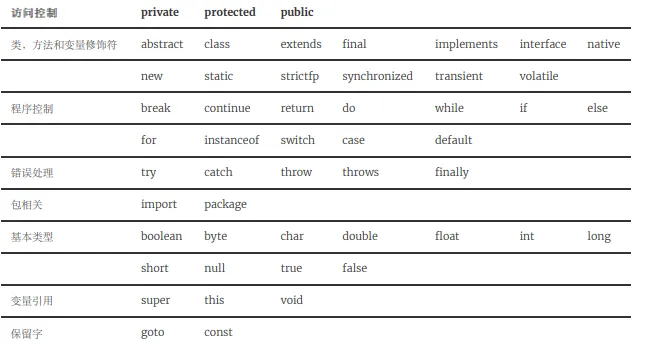 访问控制 private protected public
类、方法和变量修饰符 abstract class extends final implements interface native
new static strictfp synchronized transient volatile
程序控制 break continue return do while if else
for instanceof switch case default
错误处理 try catch throw throws finally
包相关 import package
基本类型 boolean byte char double float int long
short null true false
变量引用 super this void
保留字 goto const